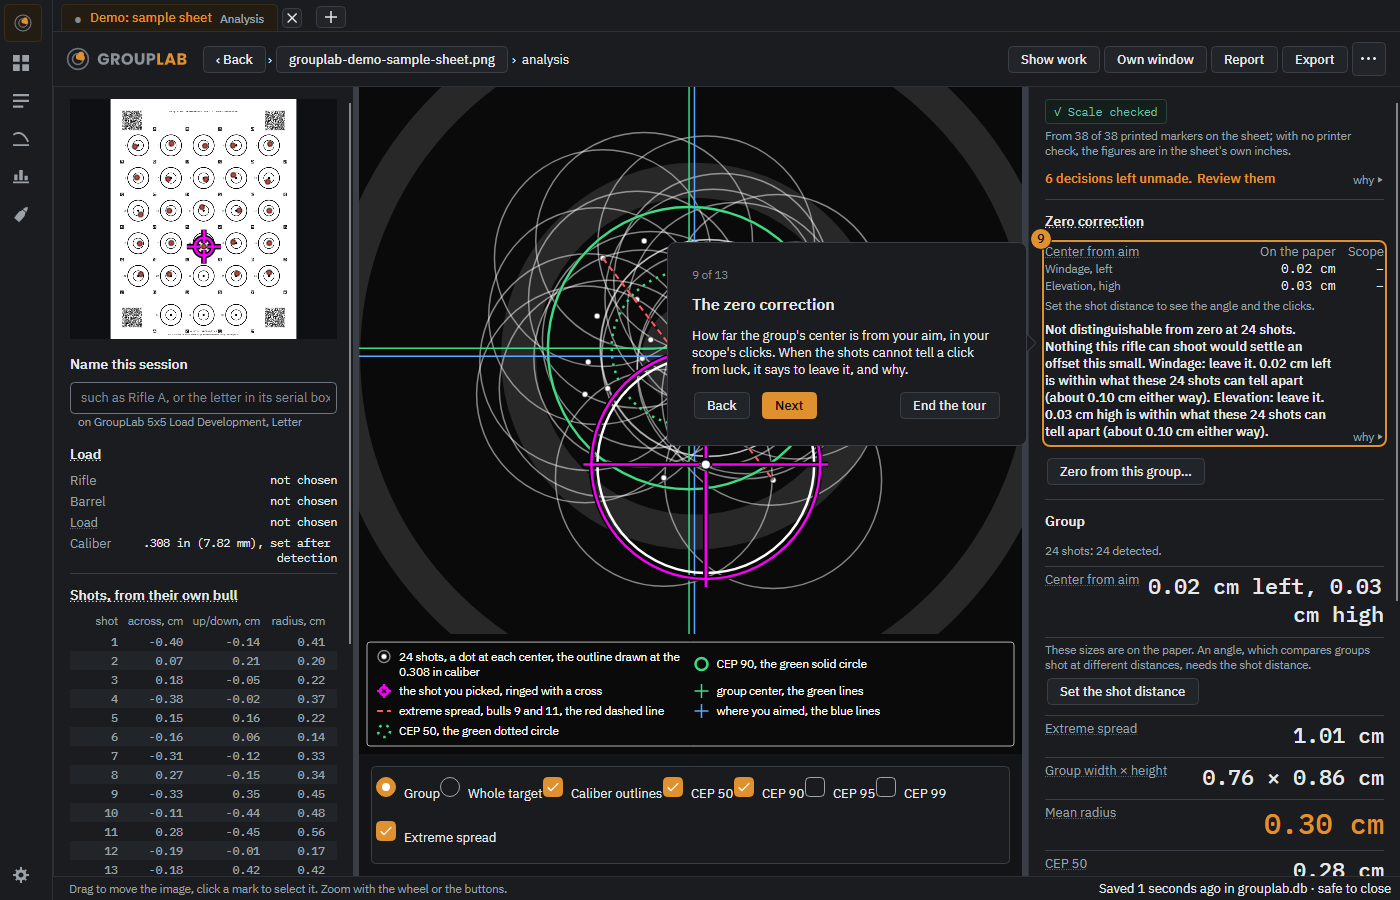 Demo: sample sheet Analysis
GROUPLAB
‹ Back › grouplab-demo-sample-sheet.png › analysis
Show work
Own window
Report
Export
Name this session
such as Rifle A, or the letter in its serial box
on GroupLab 5x5 Load Development, Letter
Load
Rifle not chosen
Barrel not chosen
Load not chosen
Caliber .308 in (7.82 mm), set after
detection
Shots, from their own bull
shot across, cm up/down, cm radius, cm
1 -0.40 -0.14 0.41
2 0.07 0.21 0.20
3 0.18 -0.05 0.22
4 -0.38 -0.02 0.37
5 0.15 0.16 0.22
6 -0.16 0.06 0.14
7 -0.31 -0.12 0.33
8 0.27 -0.15 0.34
9 -0.33 0.35 0.45
10 -0.11 -0.44 0.48
11 0.28 -0.45 0.56
12 -0.19 -0.01 0.17
13 -0.18 0.42 0.42
9 of 13
The zero correction
How far the group's center is from your aim, in your
scope's clicks. When the shots cannot tell a click
from luck, it says to leave it, and why.
Back
Next
End the tour
24 shots, a dot at each center, the outline drawn at the
0.308 in caliber
the shot you picked, ringed with a cross
extreme spread, bulls 9 and 11, the red dashed line
CEP 50, the green dotted circle
CEP 90, the green solid circle
group center, the green lines
where you aimed, the blue lines
Group Whole target Caliber outlines CEP 50 CEP 90 CEP 95 CEP 99
Extreme spread
√ Scale checked
From 38 of 38 printed markers on the sheet; with no printer
check, the figures are in the sheet's own inches.
6 decisions left unmade. Review them
why ▸
Zero correction
9
Center from aim On the paper Scope
Windage, left 0.02 cm –
Elevation, high 0.03 cm –
Set the shot distance to see the angle and the clicks.
Not distinguishable from zero at 24 shots.
Nothing this rifle can shoot would settle an
offset this small. Windage: leave it. 0.02 cm left
is within what these 24 shots can tell apart
(about 0.10 cm either way). Elevation: leave it.
0.03 cm high is within what these 24 shots can
tell apart (about 0.10 cm either way).
why ▸
Zero from this group...
Group
24 shots: 24 detected.
Center from aim 0.02 cm left, 0.03
cm high
These sizes are on the paper. An angle, which compares groups
shot at different distances, needs the shot distance.
Set the shot distance
Extreme spread 1.01 cm
Group width × height 0.76 × 0.86 cm
Mean radius 0.30 cm
CEP 50 0.28 cm
Drag to move the image, click a mark to select it. Zoom with the wheel or the buttons.
Saved 1 seconds ago in grouplab.db · safe to close